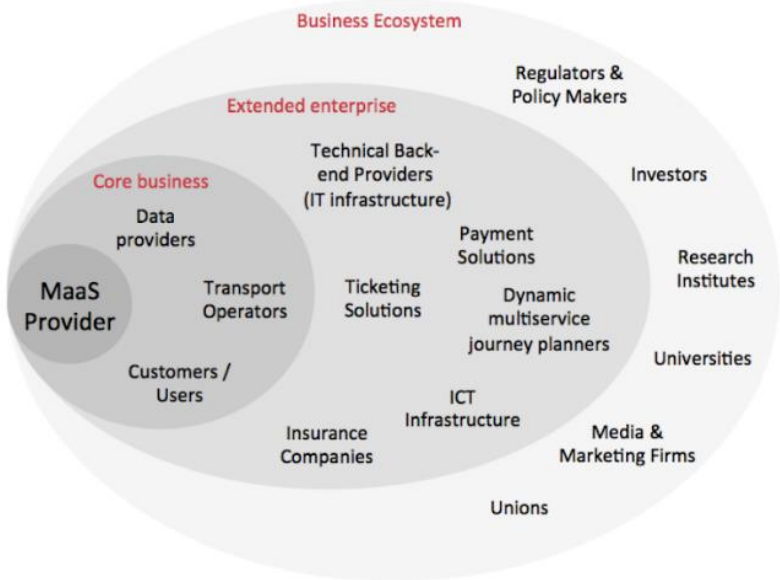 Business Ecosystem
Regulators &
Policy Makers
Extended enterprise
Technical Back-
end Providers
(IT infrastructure)
Investors
Core business
Data
providers
Payment
Solutions
Research
Institutes
MaaS
Provider
Transport
Operators
Ticketing
Solutions
Dynamic
multiservice
journey planners
Universities
Customers /
Users
ICT
Infrastructure
Insurance
Companies
Media &
Marketing Firms
Unions